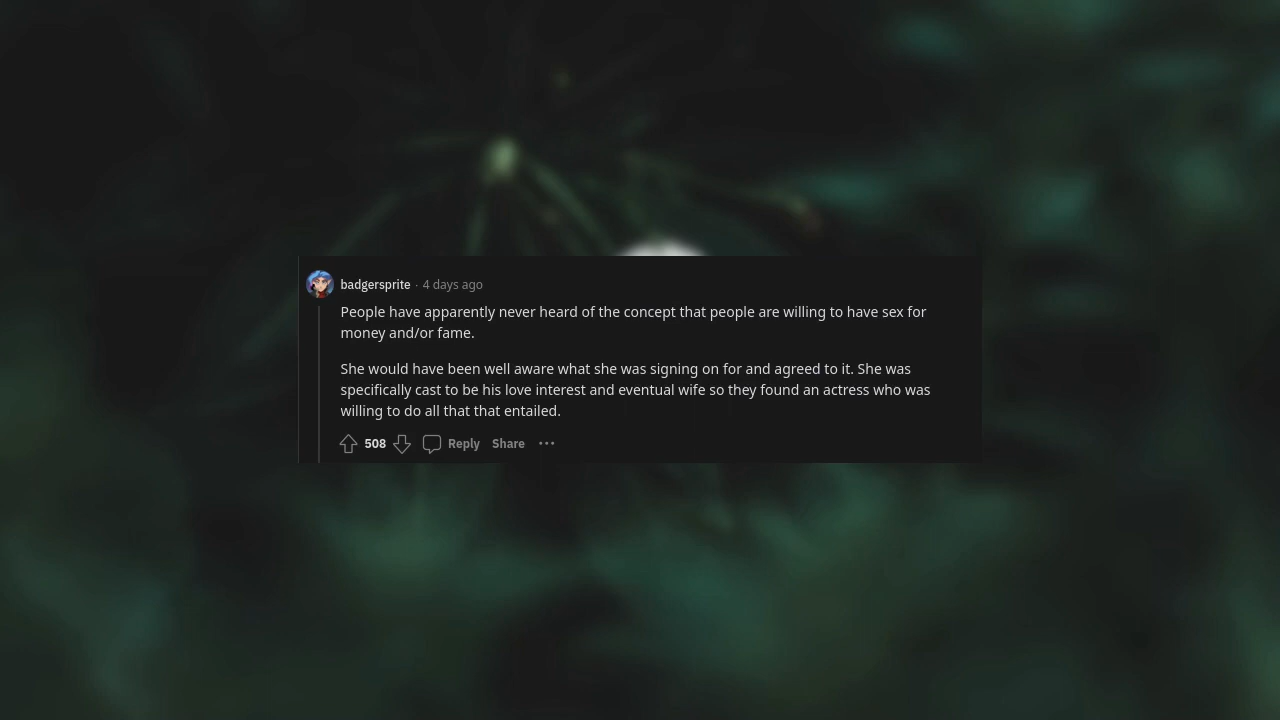 badgersprite · 4 days ago
People have apparently never heard of the concept that people are willing to have sex for
money and/or fame.
She would have been well aware what she was signing on for and agreed to it. She was
specifically cast to be his love interest and eventual wife so they found an actress who was
willing to do all that that entailed.
508 Reply Share